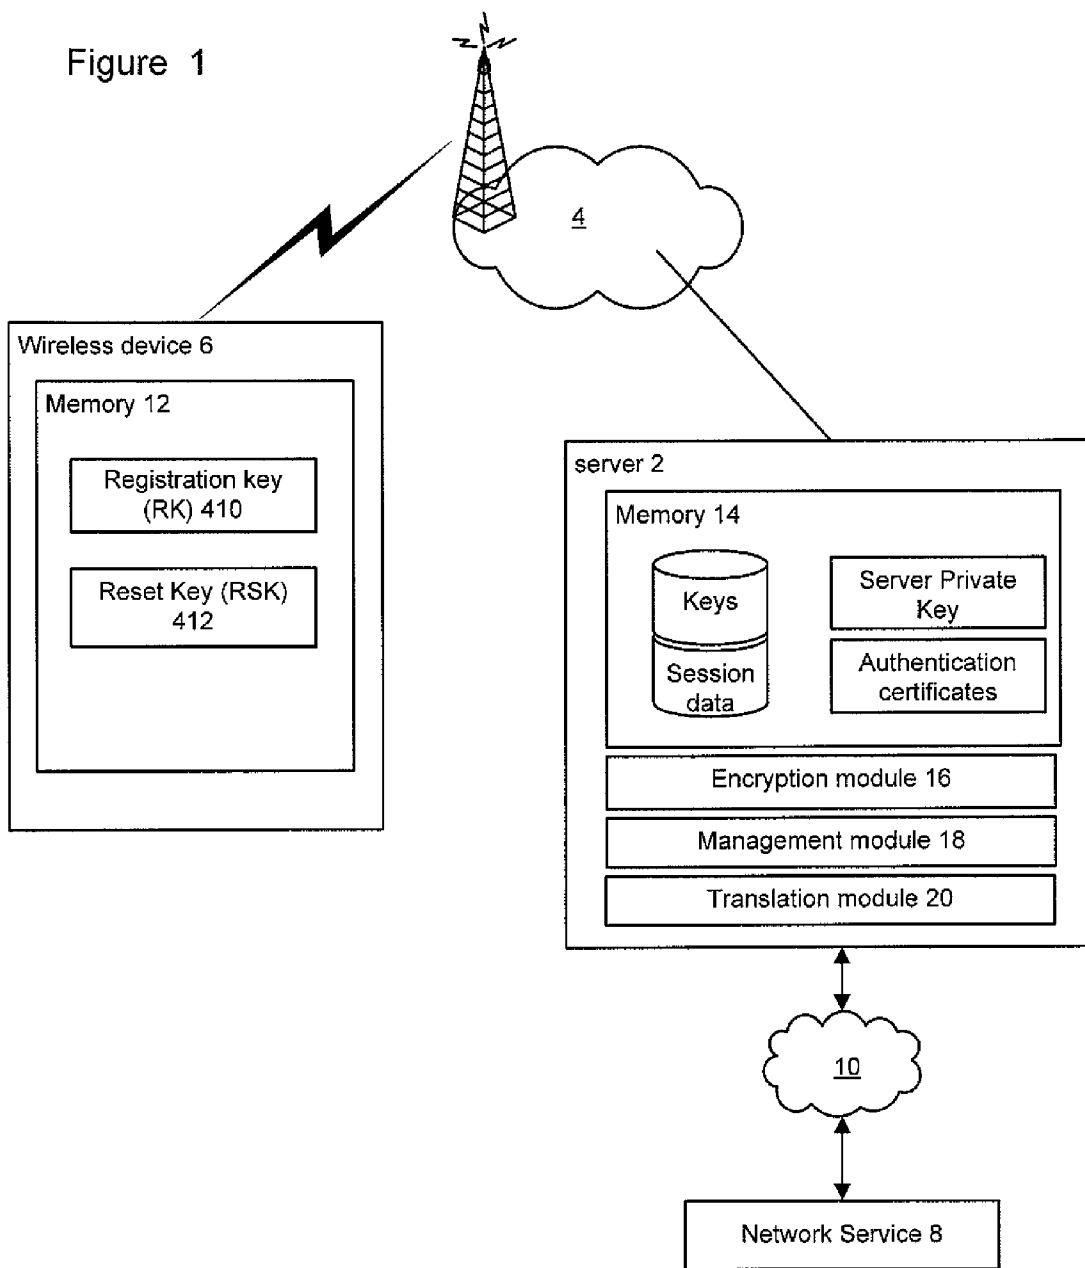 Figure 1
4
Wireless device 6
Memory 12
Registration key
(RK) 410
Reset Key (RSK)
412
server 2
Memory 14
Keys
Session
data
Server Private
Key
Authentication
certificates
Encryption module 16
Management module 18
Translation module 20
10
Network Service 8